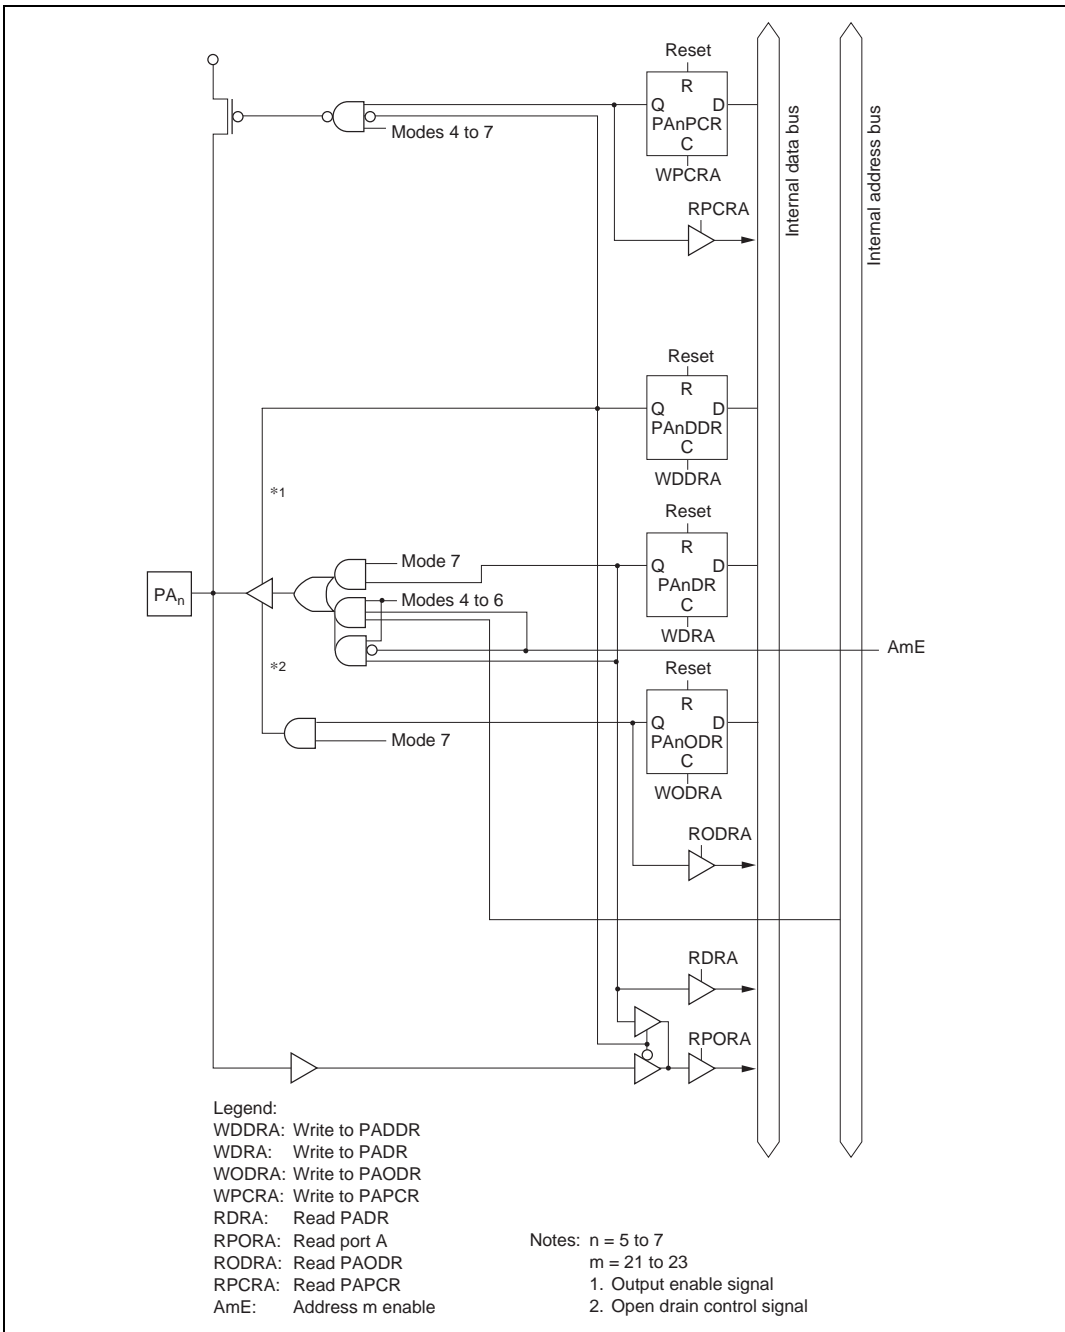 Reset
R
Q D
PAnPCR
C
WPCRA
Modes 4 to 7
RPCRA
Internal data bus
Internal address bus
Reset
R
Q D
PAnDDR
C
WDDRA
*1
Reset
R
Q D
PAnDR
C
WDRA
Mode 7
Modes 4 to 6
PAn
AmE
*2
Reset
R
Q D
PAnODR
C
WODRA
Mode 7
RODRA
RDRA
RPORA
Legend:
WDDRA: Write to PADDR
WDRA: Write to PADR
WODRA: Write to PAODR
WPCRA: Write to PAPCR
RDRA: Read PADR
RPORA: Read port A
RODRA: Read PAODR
RPCRA: Read PAPCR
AmE: Address m enable
Notes: n = 5 to 7
m = 21 to 23
1. Output enable signal
2. Open drain control signal